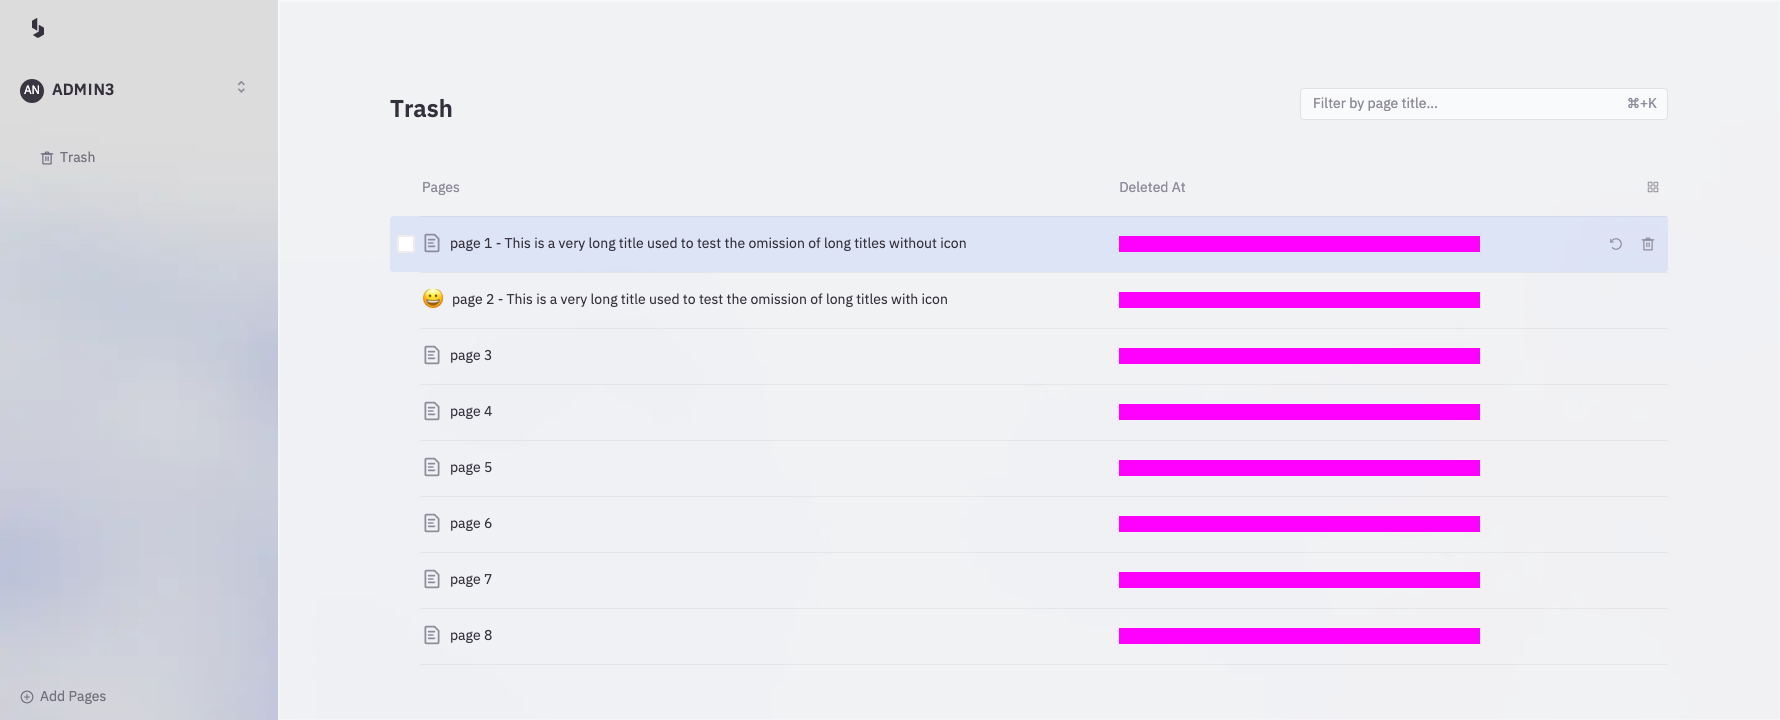 AN ADMIN3
Trash
Add Pages
Trash
Filter by page title... ⌘+K
Pages Deleted At
page 1 - This is a very long title used to test the omission of long titles without icon
page 2 - This is a very long title used to test the omission of long titles with icon
page 3
page 4
page 5
page 6
page 7
page 8